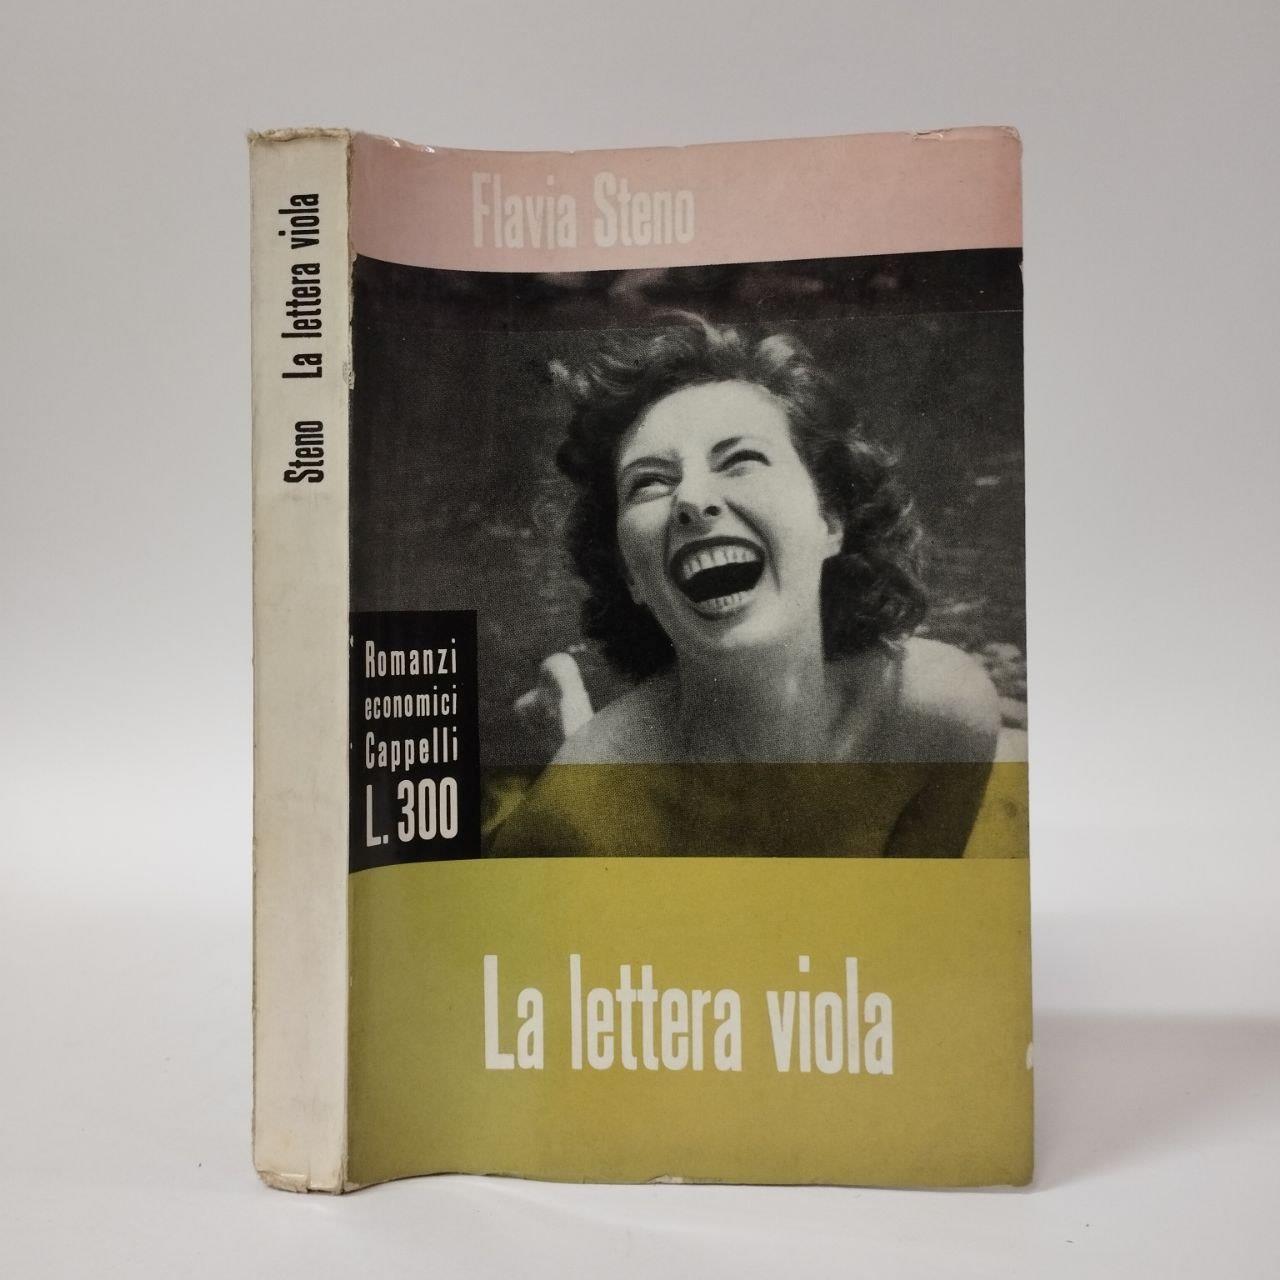 Steno La lettera viola
Flavia Steno
Romanzi
economici
Cappelli
L. 300
La lettera viola